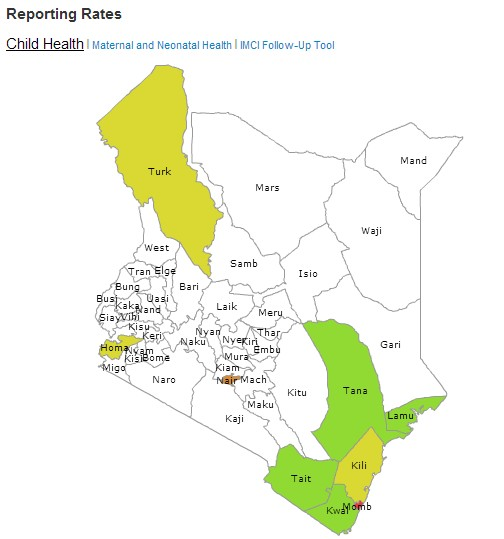 Reporting Rates
Child Health | Maternal and Neonatal Health | IMCI Follow-Up Tool
Turk
Mand
Mars
Waji
West
Samb
Isio
Tran
Elge
Bari
Bung
Busi
Kaka
Uasi
Nand
Siay
Vihi
Laik
Meru
Kisu
Keri
Nyan
Thar
Gari
Homa
Nyam
Naku
Nye
Kiri
Embu
Kisi
Bome
Mura
Migo
Kiam
Naro
Nair
Mach
Kitu
Tana
Maku
Kaji
Lamu
Kili
Tait
Kwal
Momb